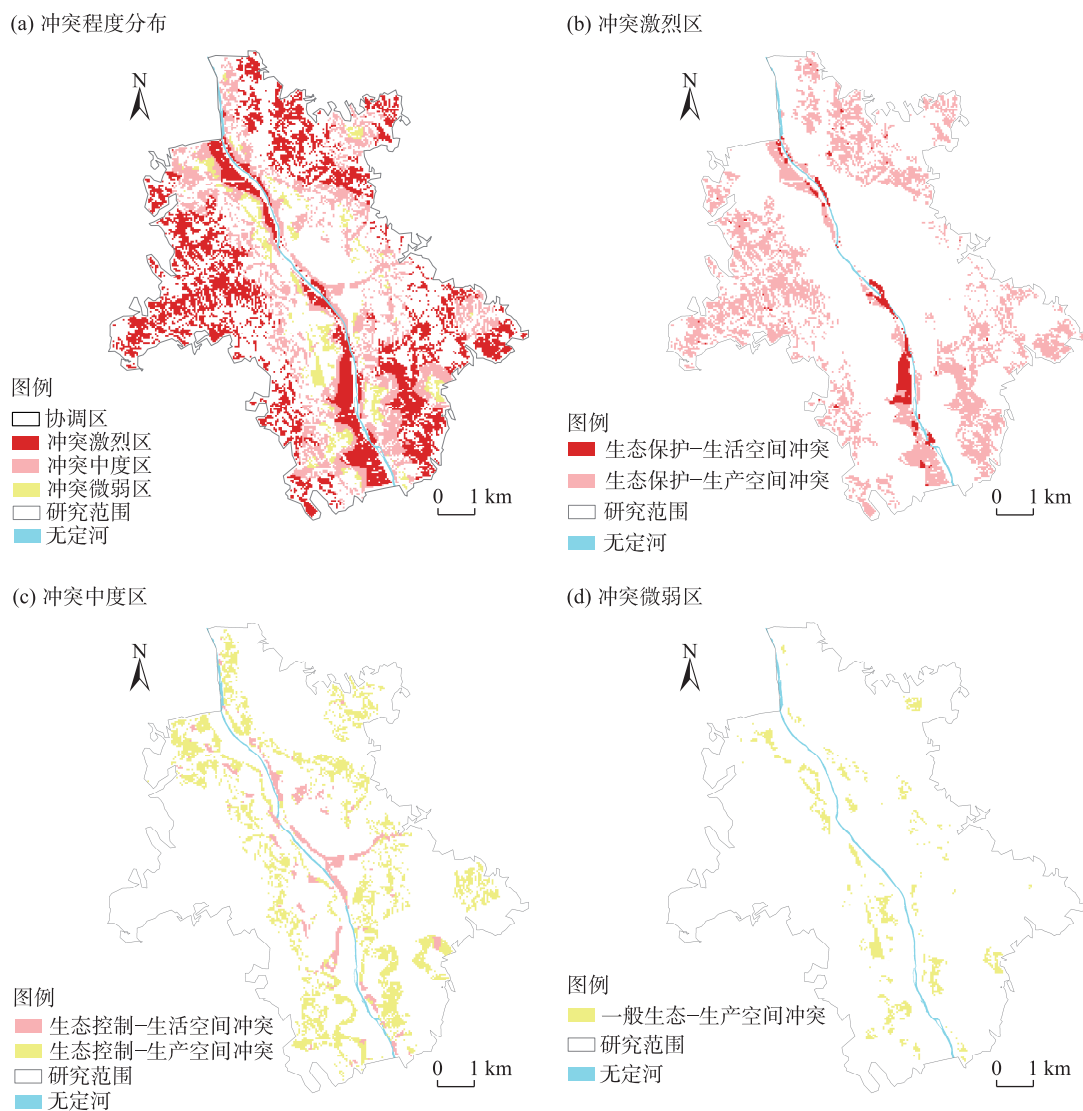 (a) 冲突程度分布
N
图例
协调区
冲突激烈区
冲突中度区
冲突微弱区
研究范围
无定河
0 1 km
(b) 冲突激烈区
N
图例
生态保护–生活空间冲突
生态保护–生产空间冲突
研究范围
无定河
0 1 km
(c) 冲突中度区
N
图例
生态控制–生活空间冲突
生态控制–生产空间冲突
研究范围
无定河
0 1 km
(d) 冲突微弱区
N
图例
一般生态–生产空间冲突
研究范围
无定河
0 1 km